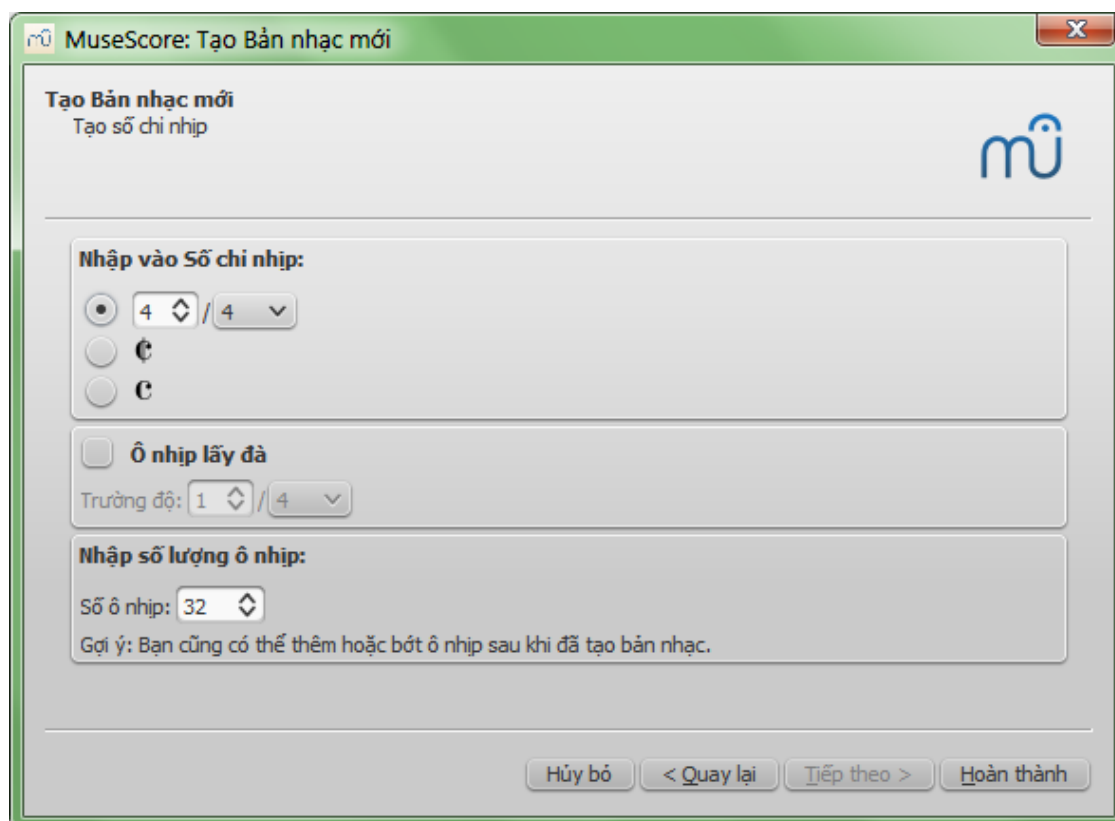 MuseScore: Tạo Bản nhạc mới
Tạo Bản nhạc mới
Tạo số chỉ nhịp
Nhập vào Số chỉ nhịp:
4 / 4
¢
C
Ô nhịp lấy đà
Trường độ: 1 / 4
Nhập số lượng ô nhịp:
Số ô nhịp: 32
Gợi ý: Bạn cũng có thể thêm hoặc bớt ô nhịp sau khi đã tạo bản nhạc.
Hủy bỏ < Quay lại Tiếp theo > Hoàn thành